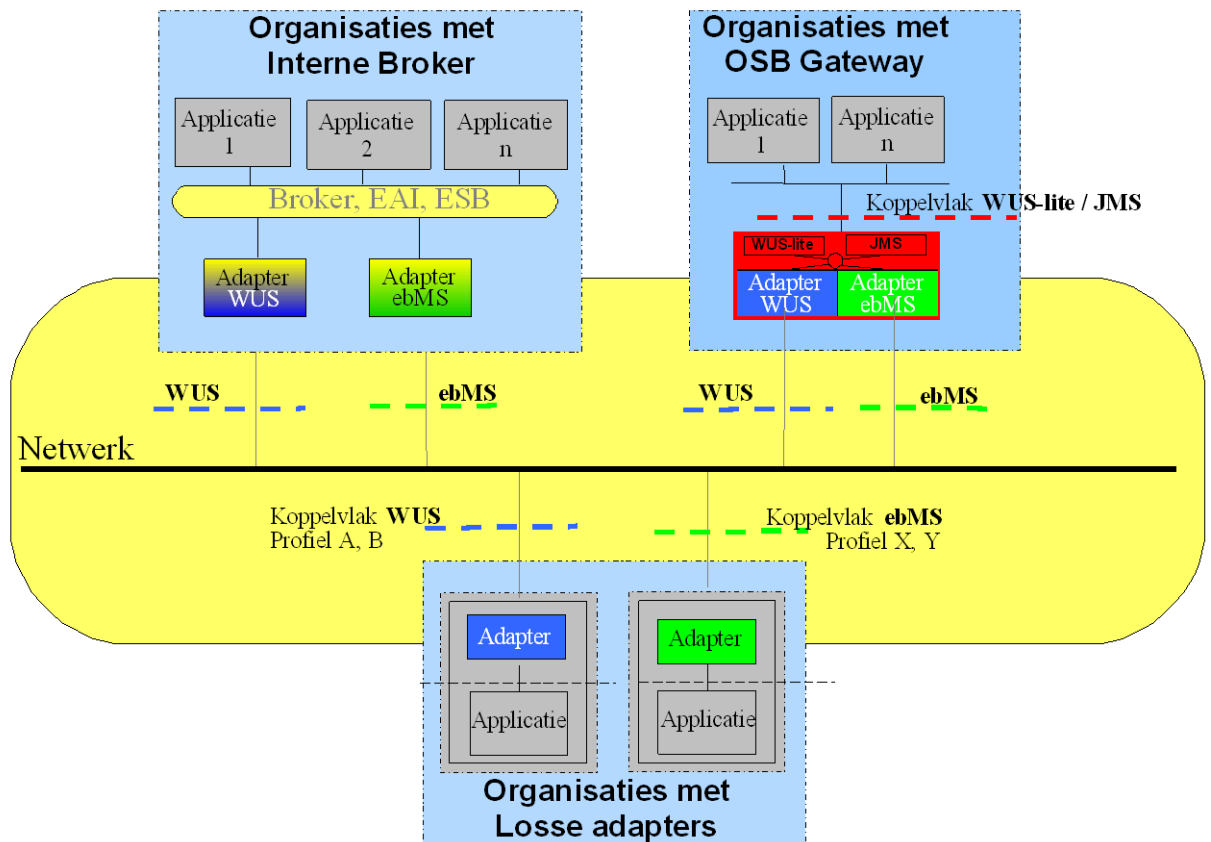 Organisaties met
Interne Broker
Applicatie
1
Applicatie
2
Applicatie
n
Broker, EAI, ESB
Adapter
WUS
Adapter
ebMS
Organisaties met
OSB Gateway
Applicatie
1
Applicatie
n
Koppelvlak WUS-lite / JMS
WUS-lite
JMS
Adapter
WUS
Adapter
ebMS
WUS
ebMS
WUS
ebMS
Netwerk
Koppelvlak WUS
Profiel A, B
Koppelvlak ebMS
Profiel X, Y
Adapter
Applicatie
Adapter
Applicatie
Organisaties met
Losse adapters